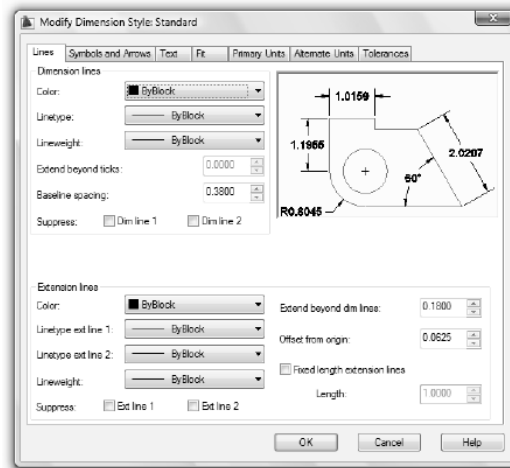 Modify Dimension Style: Standard
Lines Symbols and Arrows Text Fit Primary Units Alternate Units Tolerances
Dimension lines
Color: ByBlock
Linetype: ByBlock
Lineweight: ByBlock
Extend beyond ticks: 0.0000
Baseline spacing: 0.3800
Suppress: Dim line 1 Dim line 2
1.0159
1.1955
2.0207
60°
R0.8045
Extension lines
Color: ByBlock
Linetype ext line 1: ByBlock
Linetype ext line 2: ByBlock
Lineweight: ByBlock
Suppress: Ext line 1 Ext line 2
Extend beyond dim lines: 0.1800
Offset from origin: 0.0625
Fixed length extension lines
Length: 1.0000
OK Cancel Help